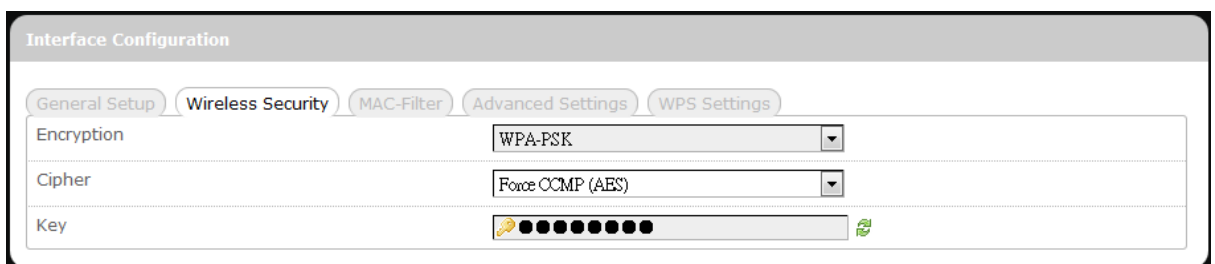 Interface Configuration
General Setup Wireless Security MAC-Filter Advanced Settings WPS Settings
Encryption WPA-PSK
Cipher Force CCMP (AES)
Key ●●●●●●●●